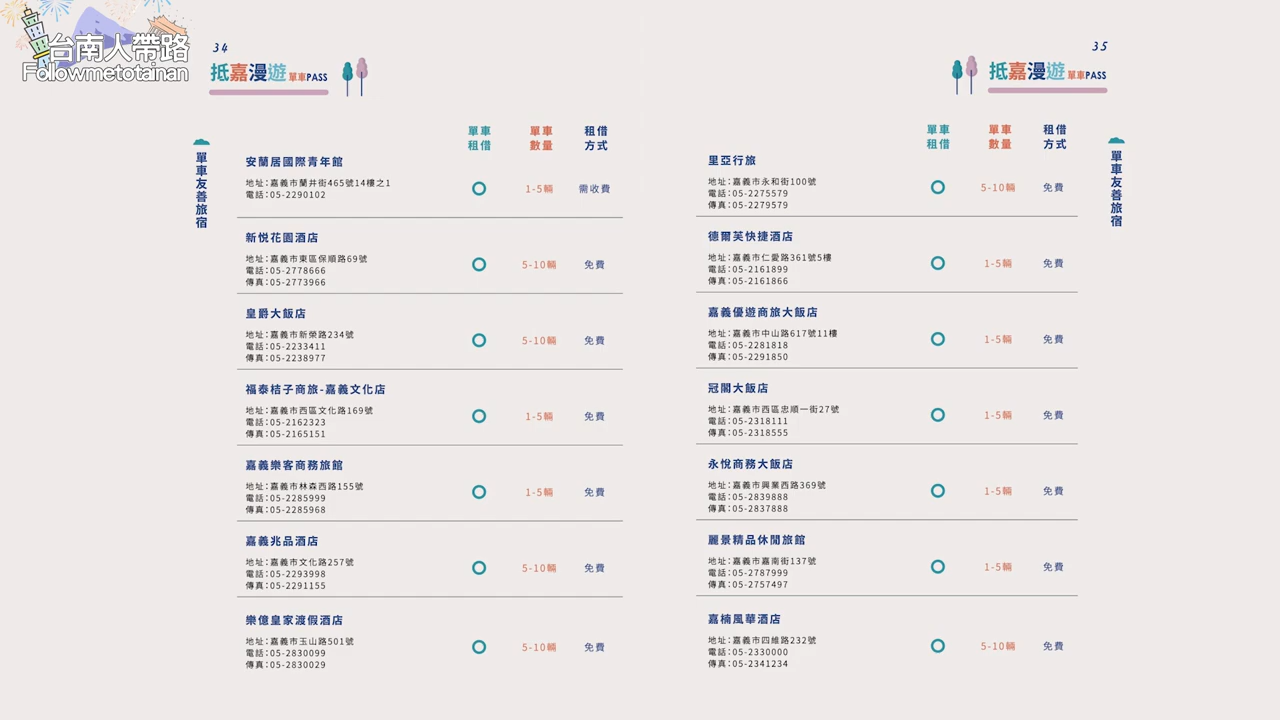 台南人帶路
Followmetotainan
34
抵嘉漫遊 單車PASS
單車友善旅宿
單車租借 單車數量 租借方式
安蘭居國際青年館
地址:嘉義市蘭井街465號14樓之1
電話:05-2290102
1-5輛 需收費
新悅花園酒店
地址:嘉義市東區保順路69號
電話:05-2778666
傳真:05-2773966
5-10輛 免費
皇爵大飯店
地址:嘉義市新榮路234號
電話:05-2233411
傳真:05-2238977
5-10輛 免費
福泰桔子商旅-嘉義文化店
地址:嘉義市西區文化路169號
電話:05-2162323
傳真:05-2165151
1-5輛 免費
嘉義樂客商務旅館
地址:嘉義市林森西路155號
電話:05-2285999
傳真:05-2285968
1-5輛 免費
嘉義兆品酒店
地址:嘉義市文化路257號
電話:05-2293998
傳真:05-2291155
5-10輛 免費
樂億皇家渡假酒店
地址:嘉義市玉山路501號
電話:05-2830099
傳真:05-2830029
5-10輛 免費
35
抵嘉漫遊 單車PASS
單車友善旅宿
單車租借 單車數量 租借方式
里亞行旅
地址:嘉義市永和街100號
電話:05-2275579
傳真:05-2279579
5-10輛 免費
德爾芙快捷酒店
地址:嘉義市仁愛路361號5樓
電話:05-2161899
傳真:05-2161866
1-5輛 免費
嘉義優遊商旅大飯店
地址:嘉義市中山路617號11樓
電話:05-2281818
傳真:05-2291850
1-5輛 免費
冠閣大飯店
地址:嘉義市西區忠順一街27號
電話:05-2318111
傳真:05-2318555
1-5輛 免費
永悅商務大飯店
地址:嘉義市興業西路369號
電話:05-2839888
傳真:05-2837888
1-5輛 免費
麗景精品休閒旅館
地址:嘉義市嘉南街137號
電話:05-2787999
傳真:05-2757497
1-5輛 免費
嘉楠風華酒店
地址:嘉義市四維路232號
電話:05-2330000
傳真:05-2341234
5-10輛 免費